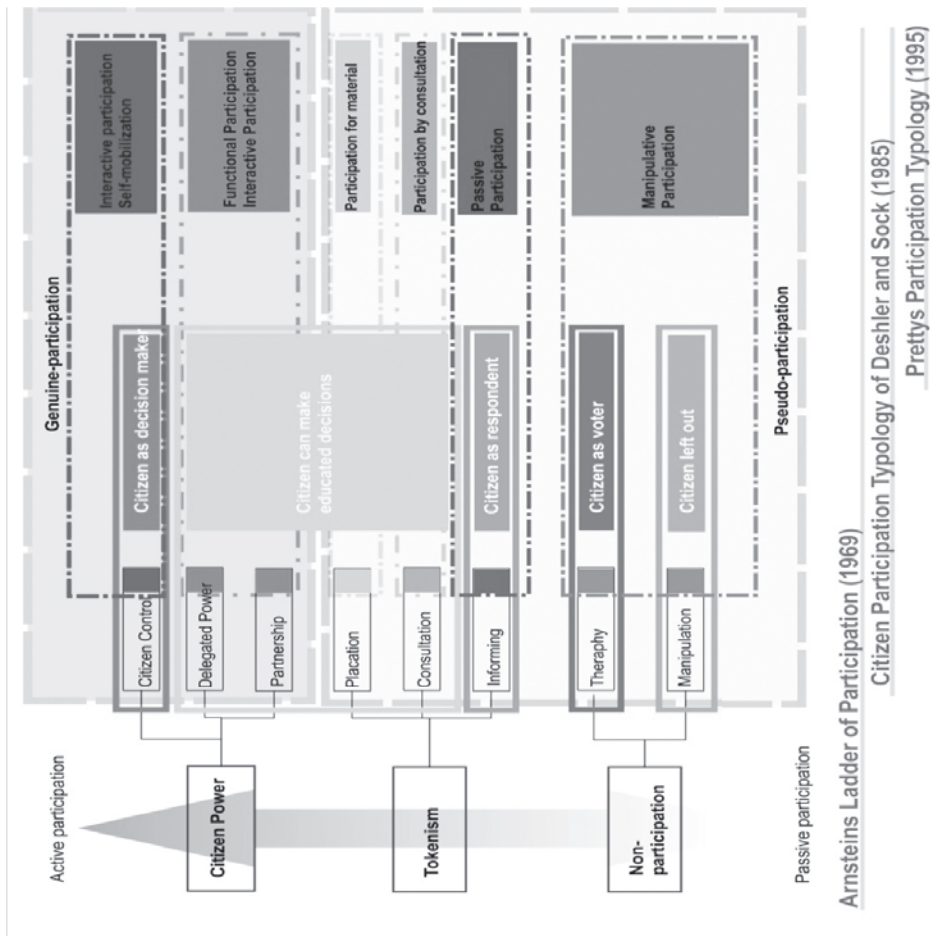 Active participation
Citizen Power
Tokenism
Non-
participation
Passive participation
Citizen Control
Delegated Power
Partnership
Placation
Consultation
Informing
Theraphy
Manipulation
Genuine-participation
Citizen as decision maker
Citizen can make
educated decisions
Citizen as respondent
Citizen as voter
Citizen left out
Pseudo-participation
Interactive participation
Self-mobilization
Functional Participation
Interactive Participation
Participation for material
Participation by consultation
Passive
Participation
Manipulative
Participation
Arnsteins Ladder of Participation (1969)
Citizen Participation Typology of Deshler and Sock (1985)
Prettys Participation Typology (1995)